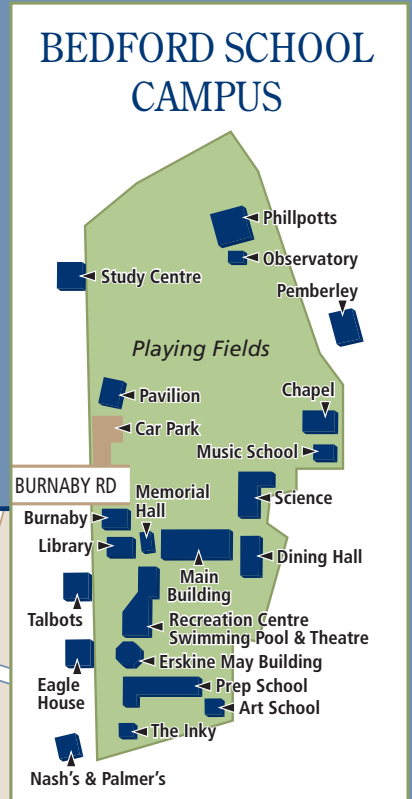 BEDFORD SCHOOL
CAMPUS
Phillpotts
Observatory
Study Centre
Pemberley
Playing Fields
Pavilion
Chapel
Car Park
Music School
BURNABY RD
Memorial
Hall
Science
Burnaby
Library
Main
Building
Dining Hall
Talbots
Recreation Centre
Swimming Pool & Theatre
Erskine May Building
Eagle
House
Prep School
Art School
The Inky
Nash's & Palmer's